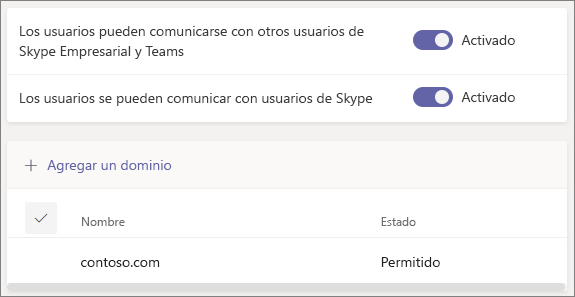 Los usuarios pueden comunicarse con otros usuarios de
Skype Empresarial y Teams
Activado
Los usuarios se pueden comunicar con usuarios de Skype
Activado
+ Agregar un dominio
Nombre
Estado
contoso.com
Permitido